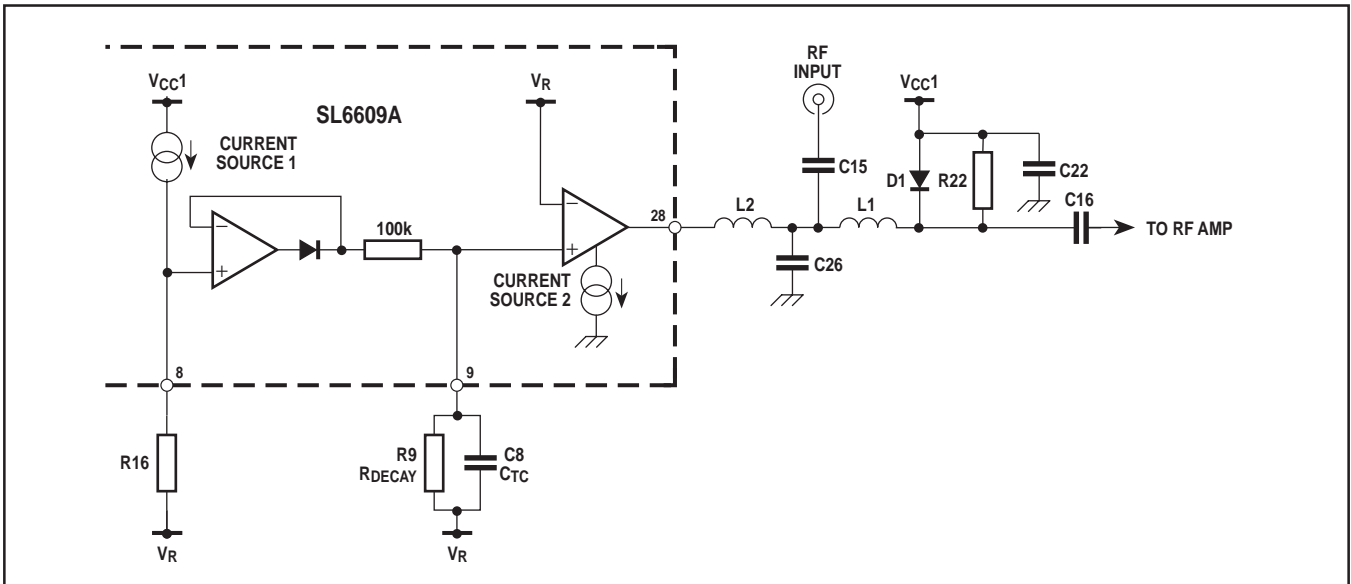 VCC1
SL6609A
CURRENT
SOURCE 1
100k
VR
CURRENT
SOURCE 2
28
8
9
R16
VR
R9
RDECAY
C8
CTC
VR
L2
RF
INPUT
C15
C26
L1
VCC1
D1
R22
C22
C16
TO RF AMP
−
+
−
+